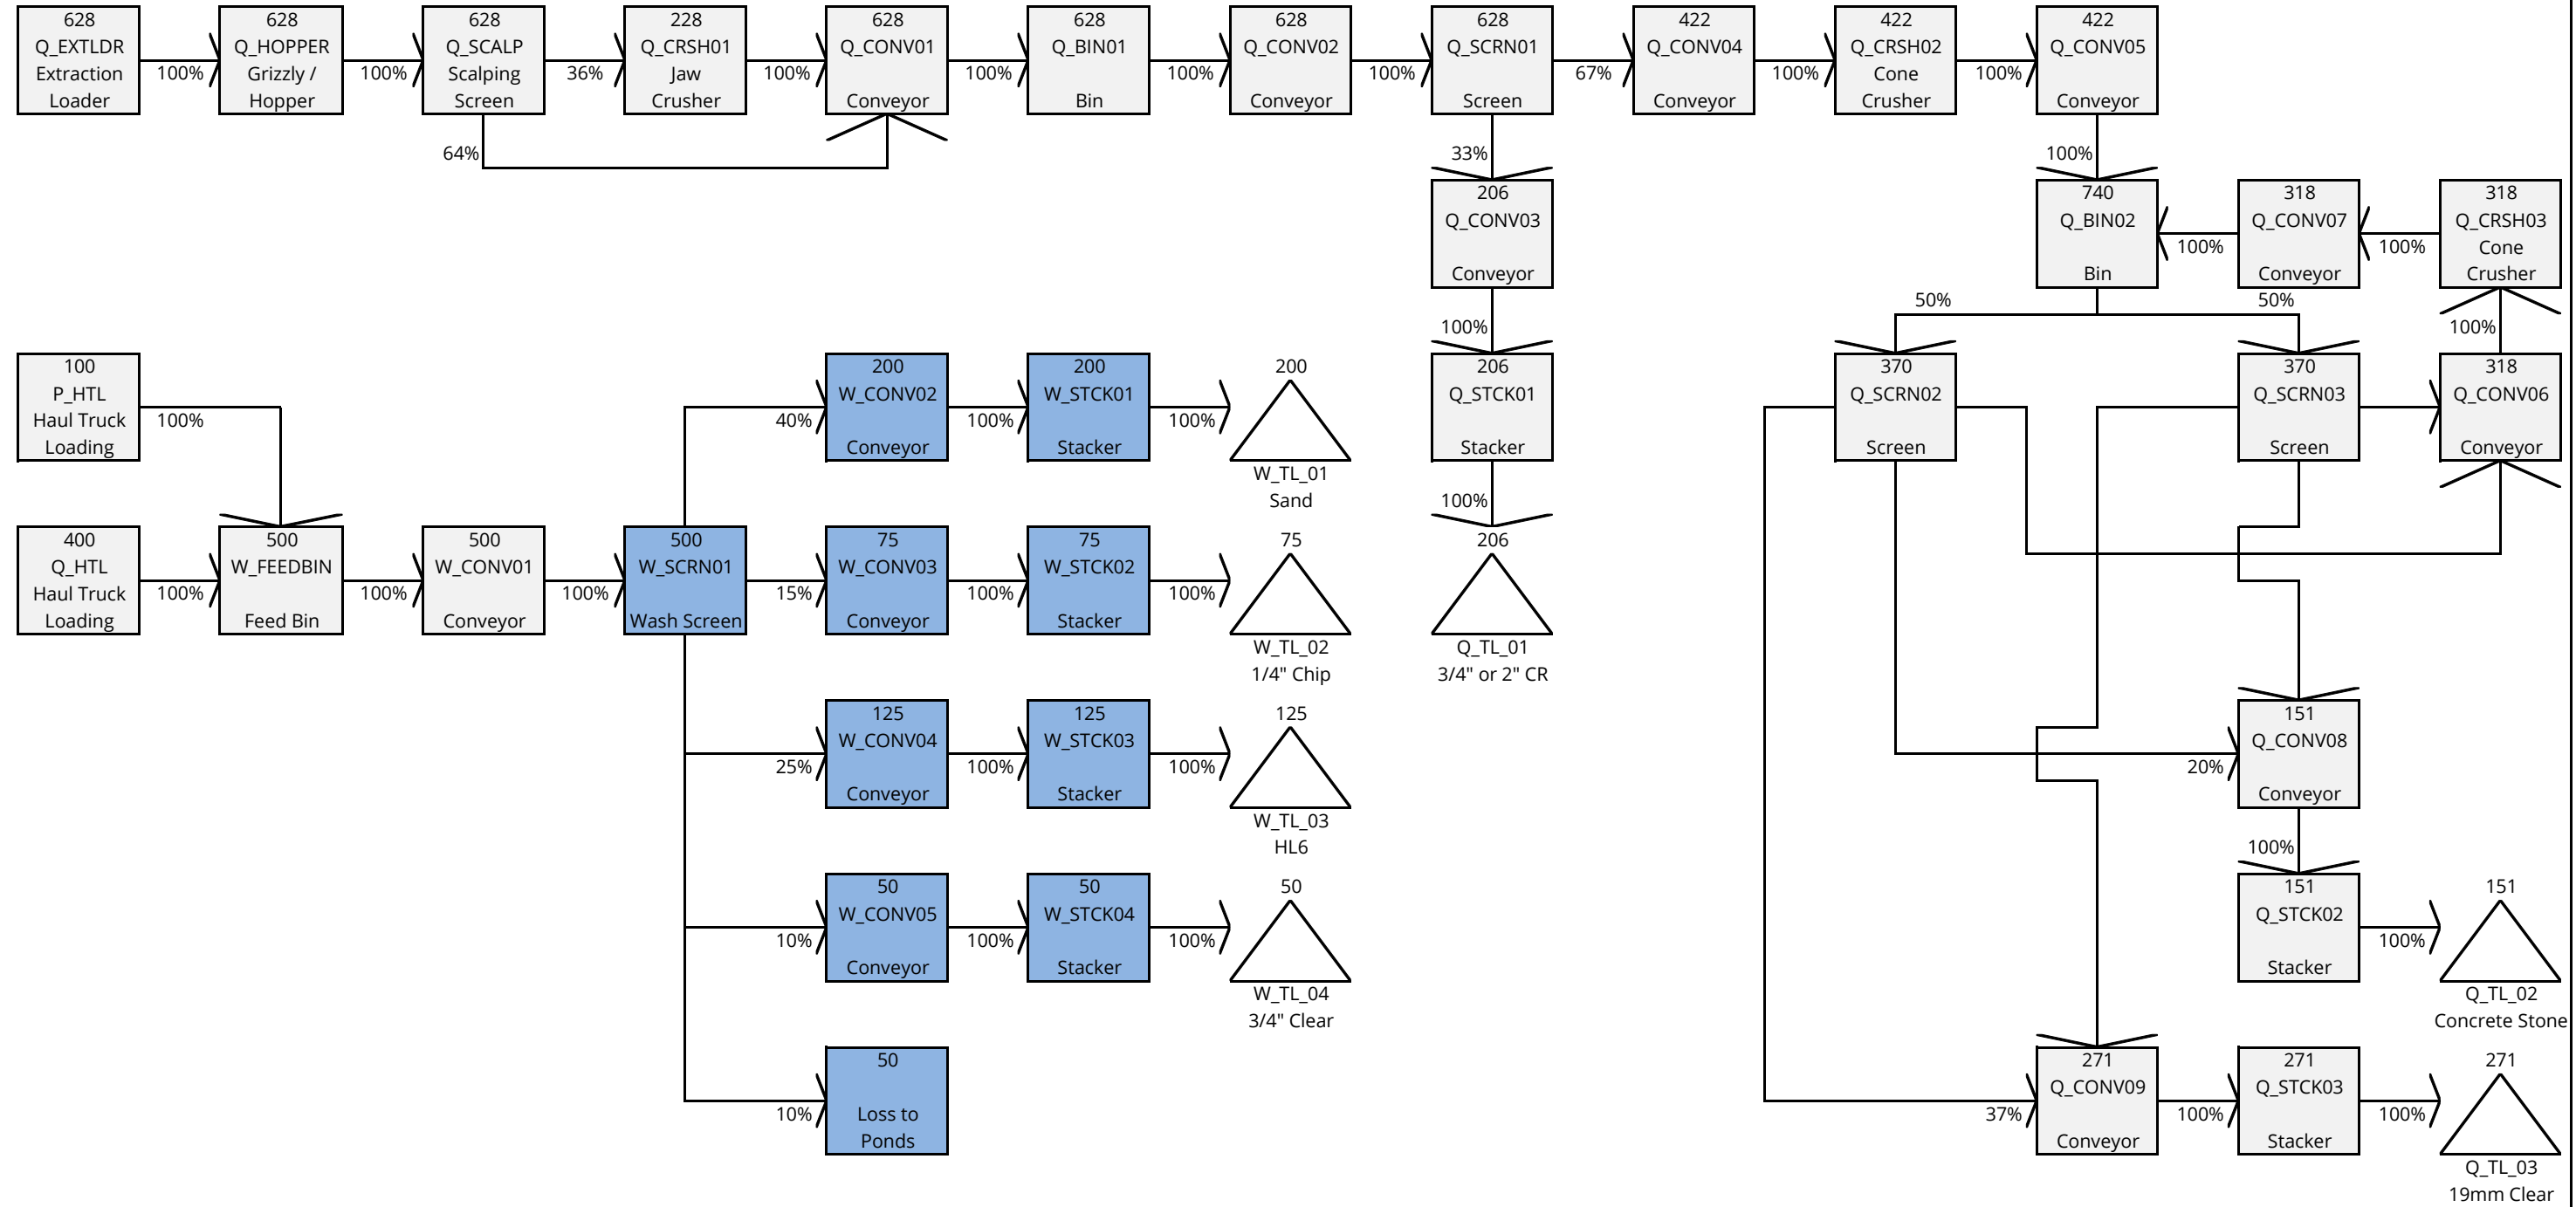 628
Q_EXTLDR
Extraction
Loader
100%
628
Q_HOPPER
Grizzly /
Hopper
100%
628
Q_SCALP
Scalping
Screen
36%
228
Q_CRSH01
Jaw
Crusher
100%
628
Q_CONV01
Conveyor
100%
628
Q_BIN01
Bin
100%
628
Q_CONV02
Conveyor
100%
628
Q_SCRN01
Screen
67%
422
Q_CONV04
Conveyor
100%
422
Q_CRSH02
Cone
Crusher
100%
422
Q_CONV05
Conveyor
64%
33%
100%
206
Q_CONV03
Conveyor
740
Q_BIN02
Bin
100%
318
Q_CONV07
Conveyor
100%
318
Q_CRSH03
Cone
Crusher
50%
50%
100%
100%
100
P_HTL
Haul Truck
Loading
100%
40%
200
W_CONV02
Conveyor
100%
200
W_STCK01
Stacker
100%
200
W_TL_01
Sand
206
Q_STCK01
Stacker
100%
370
Q_SCRN02
Screen
370
Q_SCRN03
Screen
318
Q_CONV06
Conveyor
400
Q_HTL
Haul Truck
Loading
100%
500
W_FEEDBIN
Feed Bin
100%
500
W_CONV01
Conveyor
100%
500
W_SCRN01
Wash Screen
15%
75
W_CONV03
Conveyor
100%
75
W_STCK02
Stacker
100%
75
W_TL_02
1/4" Chip
206
Q_TL_01
3/4" or 2" CR
25%
125
W_CONV04
Conveyor
100%
125
W_STCK03
Stacker
100%
125
W_TL_03
HL6
20%
151
Q_CONV08
Conveyor
100%
10%
50
W_CONV05
Conveyor
100%
50
W_STCK04
Stacker
100%
50
W_TL_04
3/4" Clear
151
Q_STCK02
Stacker
100%
151
Q_TL_02
Concrete Stone
10%
50
Loss to
Ponds
37%
271
Q_CONV09
Conveyor
100%
271
Q_STCK03
Stacker
100%
271
Q_TL_03
19mm Clear